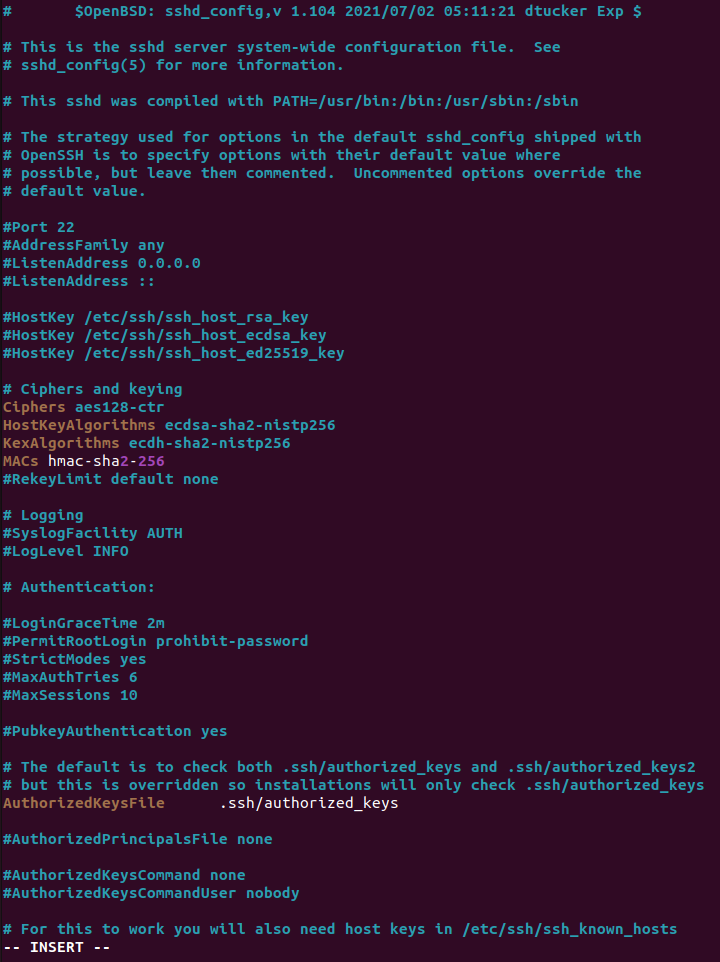 #       $OpenBSD: sshd_config,v 1.104 2021/07/02 05:11:21 dtucker Exp $
# This is the sshd server system-wide configuration file.  See
# sshd_config(5) for more information.
# This sshd was compiled with PATH=/usr/bin:/bin:/usr/sbin:/sbin
# The strategy used for options in the default sshd_config shipped with
# OpenSSH is to specify options with their default value where
# possible, but leave them commented.  Uncommented options override the
# default value.
#Port 22
#AddressFamily any
#ListenAddress 0.0.0.0
#ListenAddress ::
#HostKey /etc/ssh/ssh_host_rsa_key
#HostKey /etc/ssh/ssh_host_ecdsa_key
#HostKey /etc/ssh/ssh_host_ed25519_key
# Ciphers and keying
Ciphers aes128-ctr
HostKeyAlgorithms ecdsa-sha2-nistp256
KexAlgorithms ecdh-sha2-nistp256
MACs hmac-sha2-256
#RekeyLimit default none
# Logging
#SyslogFacility AUTH
#LogLevel INFO
# Authentication:
#LoginGraceTime 2m
#PermitRootLogin prohibit-password
#StrictModes yes
#MaxAuthTries 6
#MaxSessions 10
#PubkeyAuthentication yes
# The default is to check both .ssh/authorized_keys and .ssh/authorized_keys2
# but this is overridden so installations will only check .ssh/authorized_keys
AuthorizedKeysFile      .ssh/authorized_keys
#AuthorizedPrincipalsFile none
#AuthorizedKeysCommand none
#AuthorizedKeysCommandUser nobody
# For this to work you will also need host keys in /etc/ssh/ssh_known_hosts
-- INSERT --